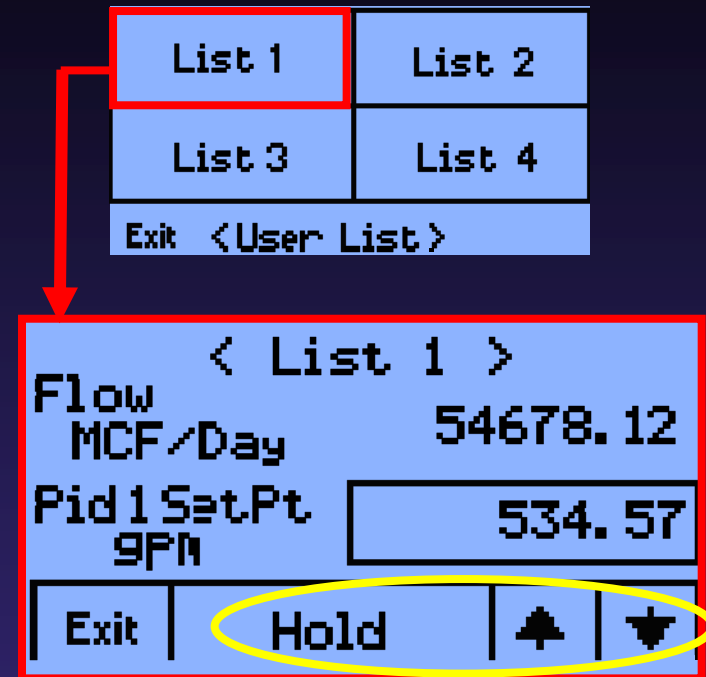 List 1 List 2
List 3 List 4
Exit <User List>
< List 1 >
Flow
MCF/Day 54678.12
Pid1SetPt 534.57
gPM
Exit Hold